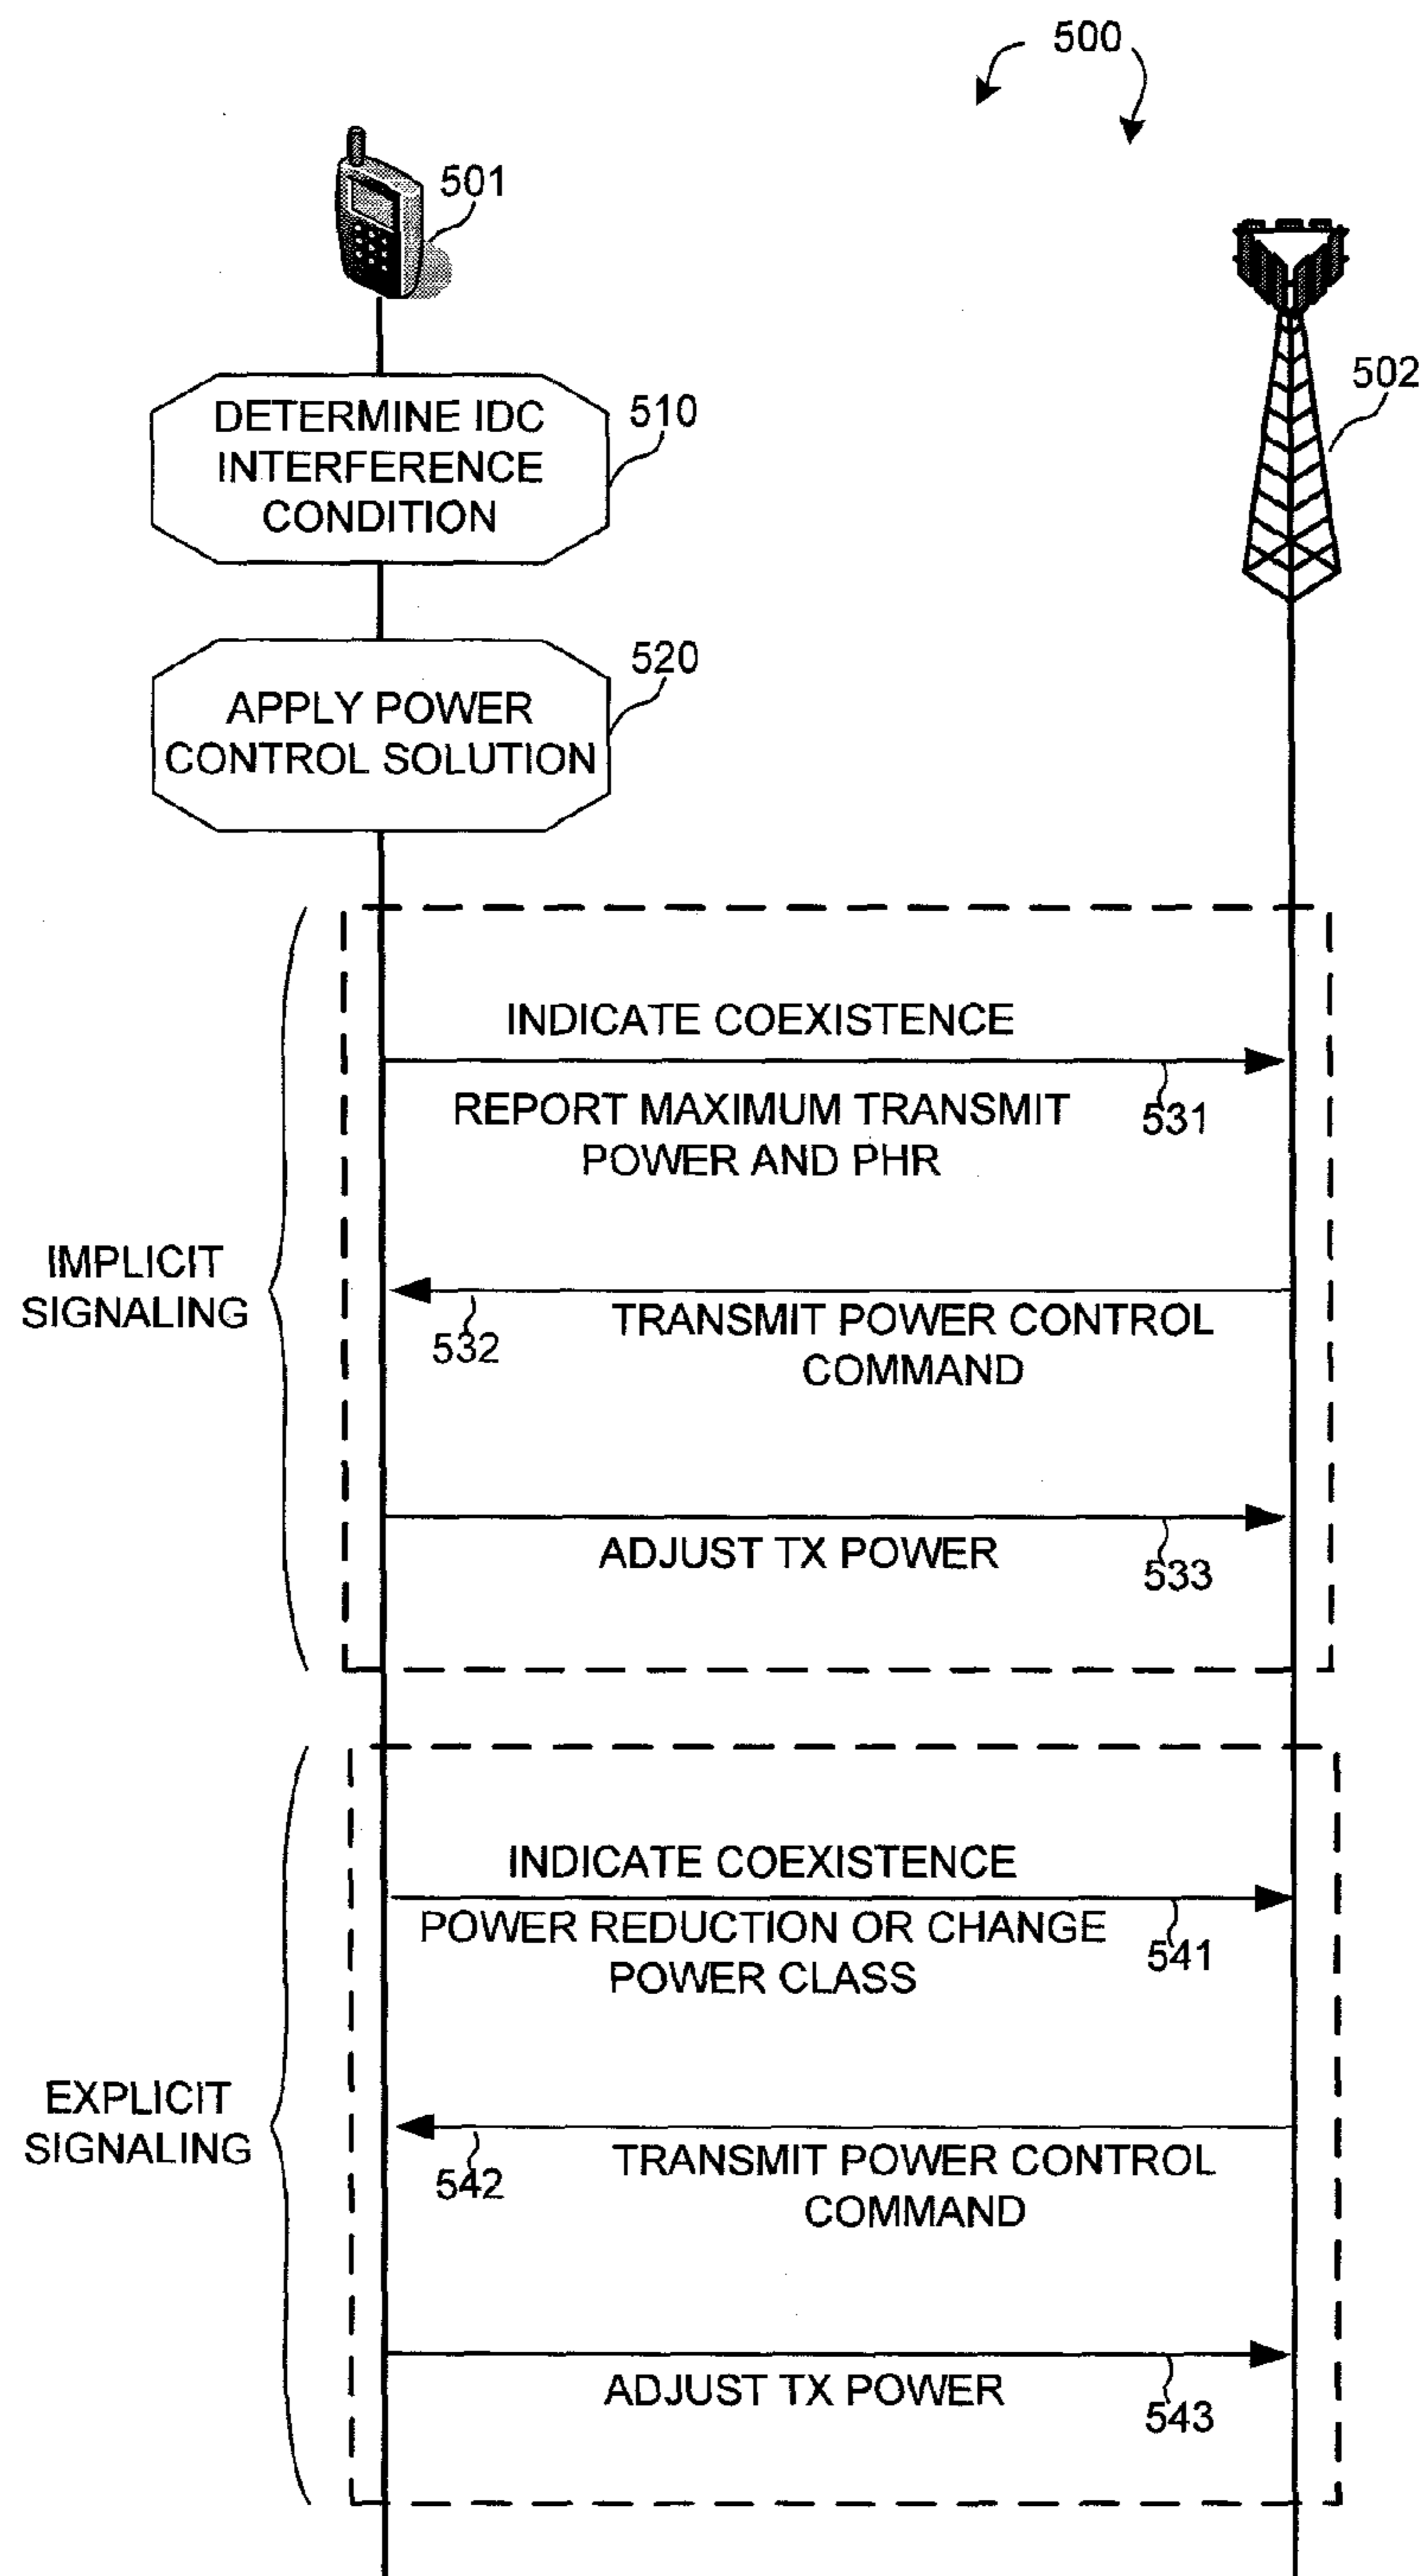 500
501
502
DETERMINE IDC
INTERFERENCE
CONDITION
510
APPLY POWER
CONTROL SOLUTION
520
IMPLICIT
SIGNALING
INDICATE COEXISTENCE
531
REPORT MAXIMUM TRANSMIT
POWER AND PHR
532
TRANSMIT POWER CONTROL
COMMAND
ADJUST TX POWER
533
EXPLICIT
SIGNALING
INDICATE COEXISTENCE
POWER REDUCTION OR CHANGE
POWER CLASS
541
542
TRANSMIT POWER CONTROL
COMMAND
ADJUST TX POWER
543